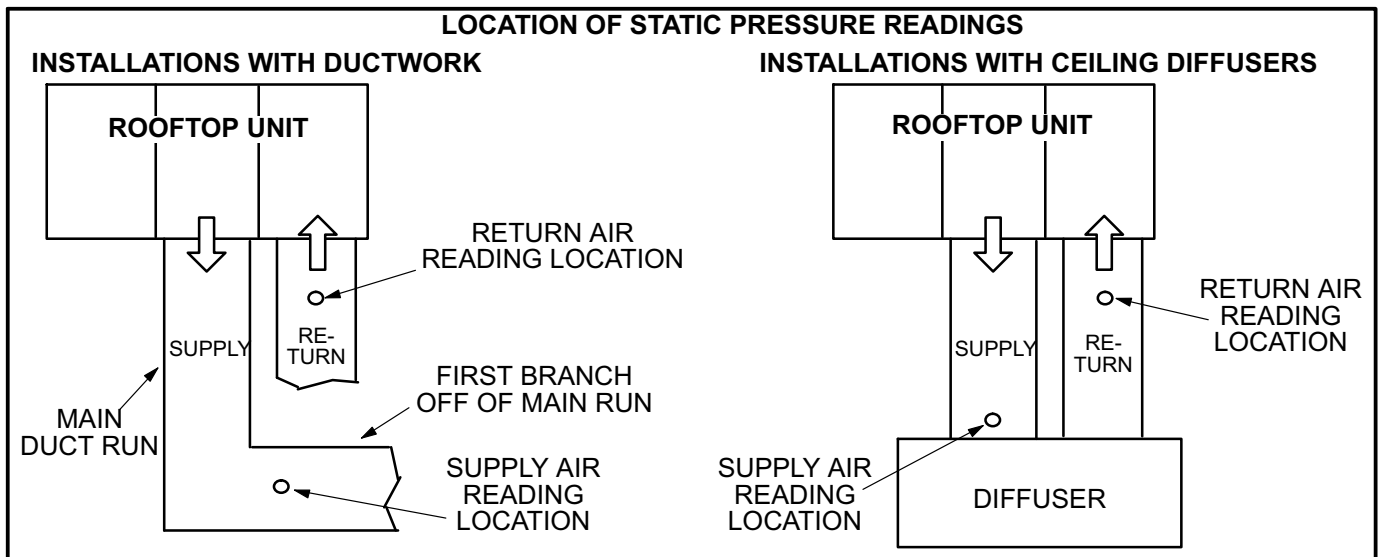 LOCATION OF STATIC PRESSURE READINGS
INSTALLATIONS WITH DUCTWORK
ROOFTOP UNIT
RETURN AIR
READING LOCATION
SUPPLY
RE-
TURN
MAIN
DUCT RUN
FIRST BRANCH
OFF OF MAIN RUN
SUPPLY AIR
READING
LOCATION
INSTALLATIONS WITH CEILING DIFFUSERS
ROOFTOP UNIT
RETURN AIR
READING
LOCATION
SUPPLY
RE-
TURN
SUPPLY AIR
READING
LOCATION
DIFFUSER